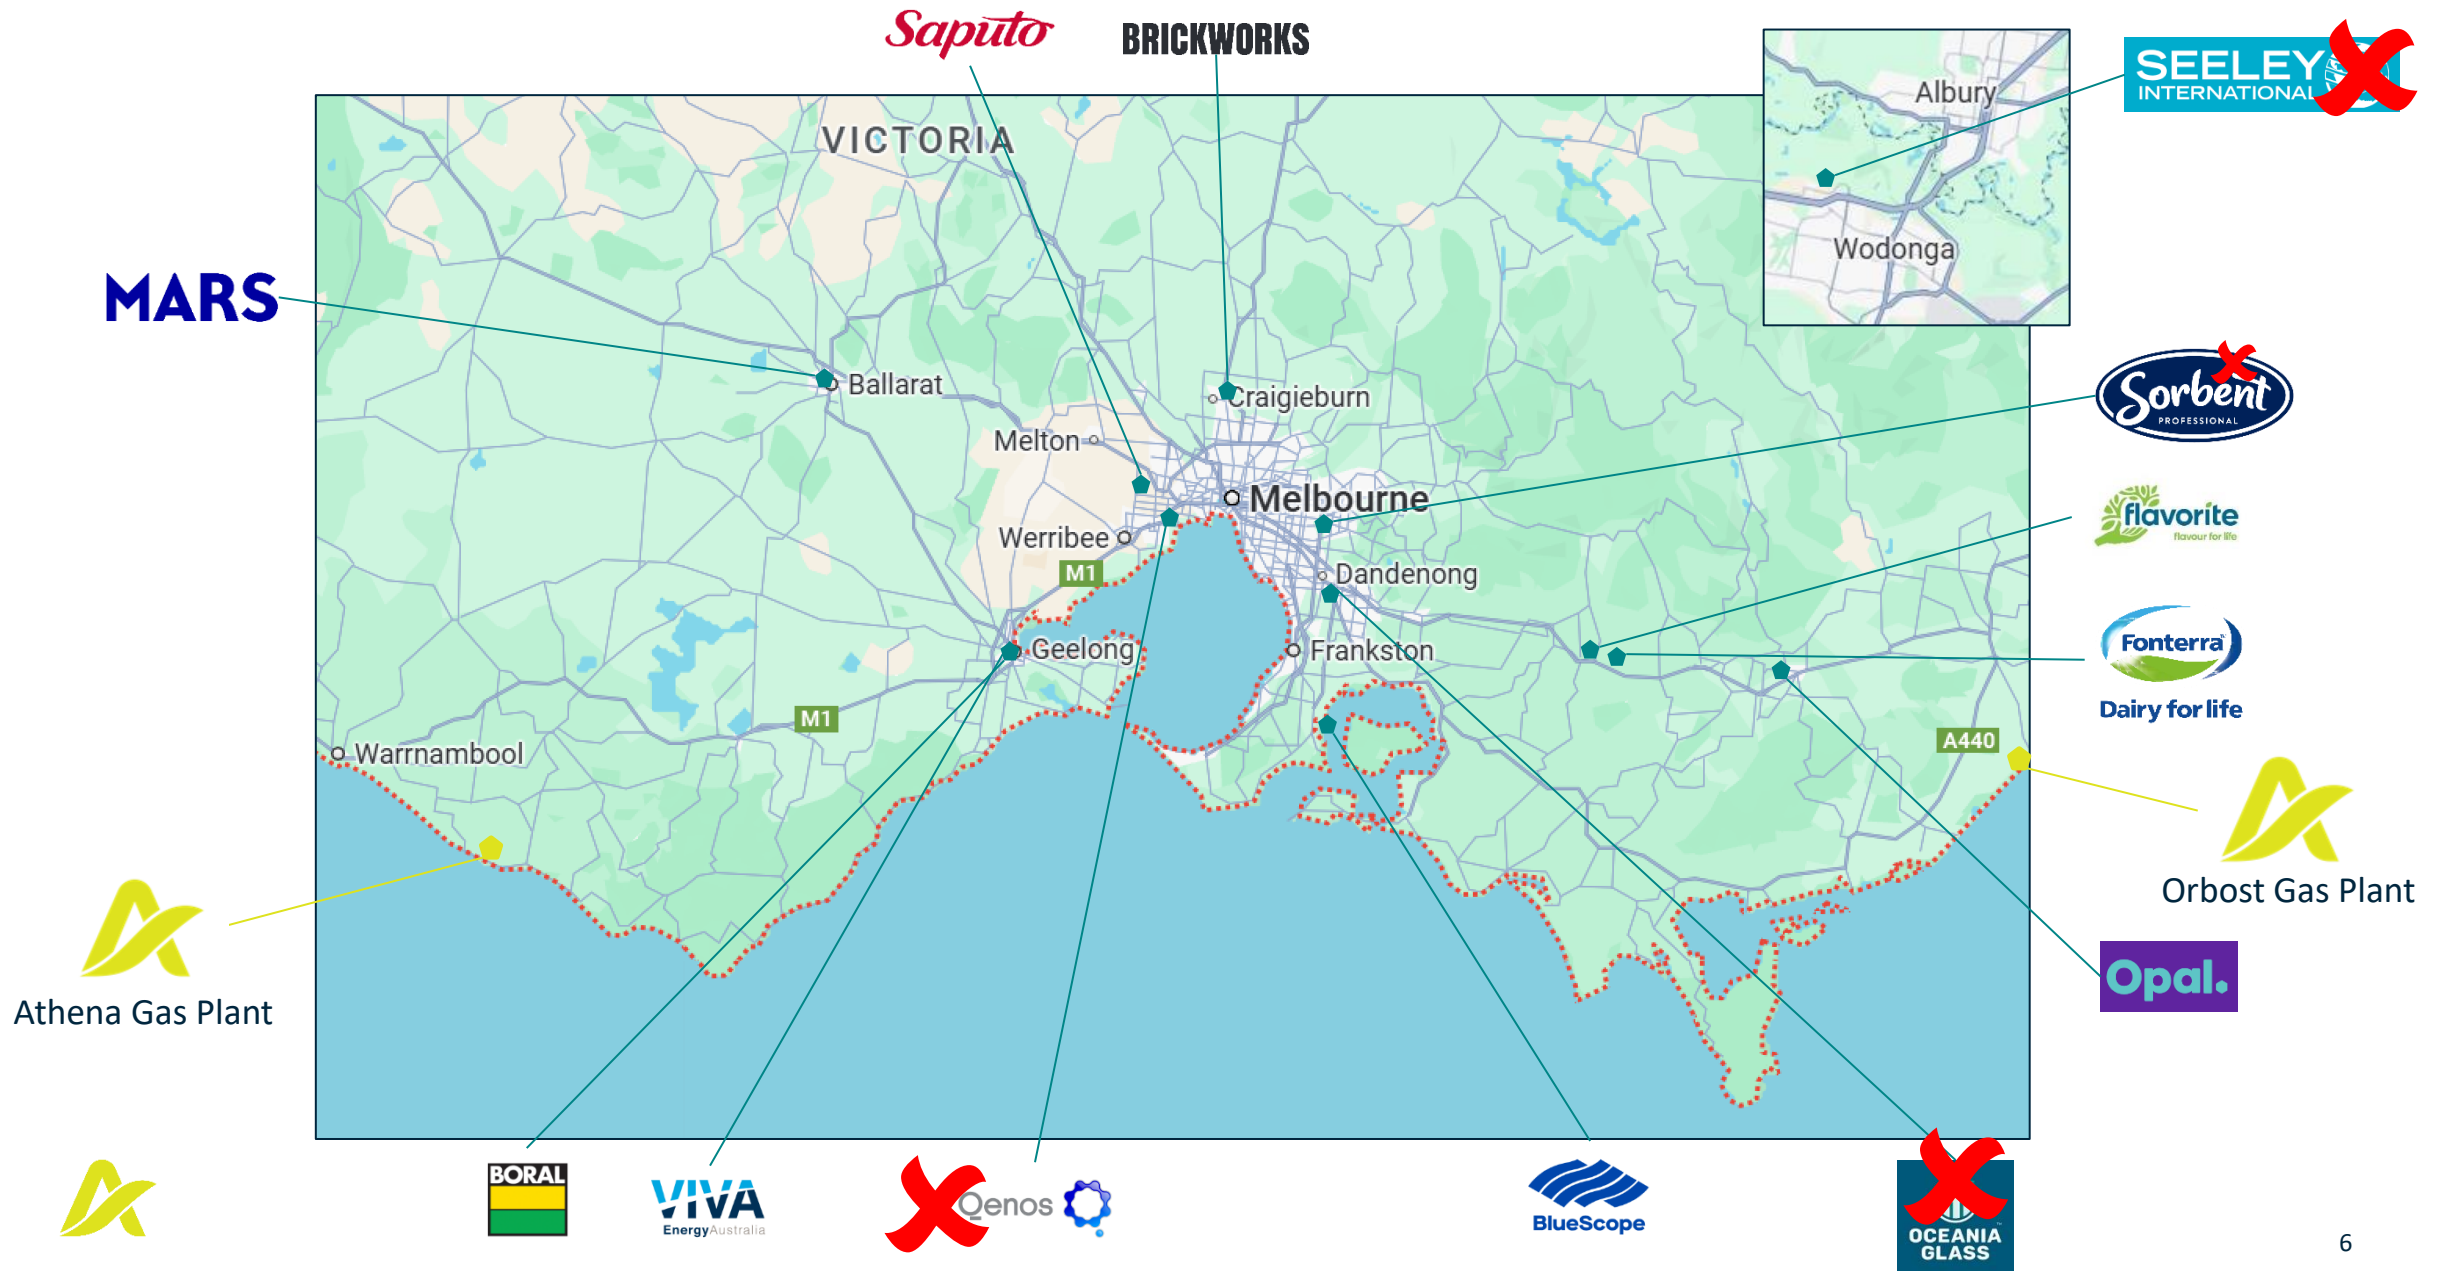 Saputo
BRICKWORKS
SEELEY
INTERNATIONAL
Albury
Wodonga
VICTORIA
MARS
Ballarat
Craigieburn
Melton
Melbourne
Werribee
M1
Dandenong
Geelong
Frankston
M1
Warrnambool
A440
Sorbent
PROFESSIONAL
flavorite
flavour for life
Fonterra
Dairy for life
Orbost Gas Plant
Opal.
Athena Gas Plant
BORAL
VIVA
EnergyAustralia
Qenos
BlueScope
OCEANIA
GLASS
6